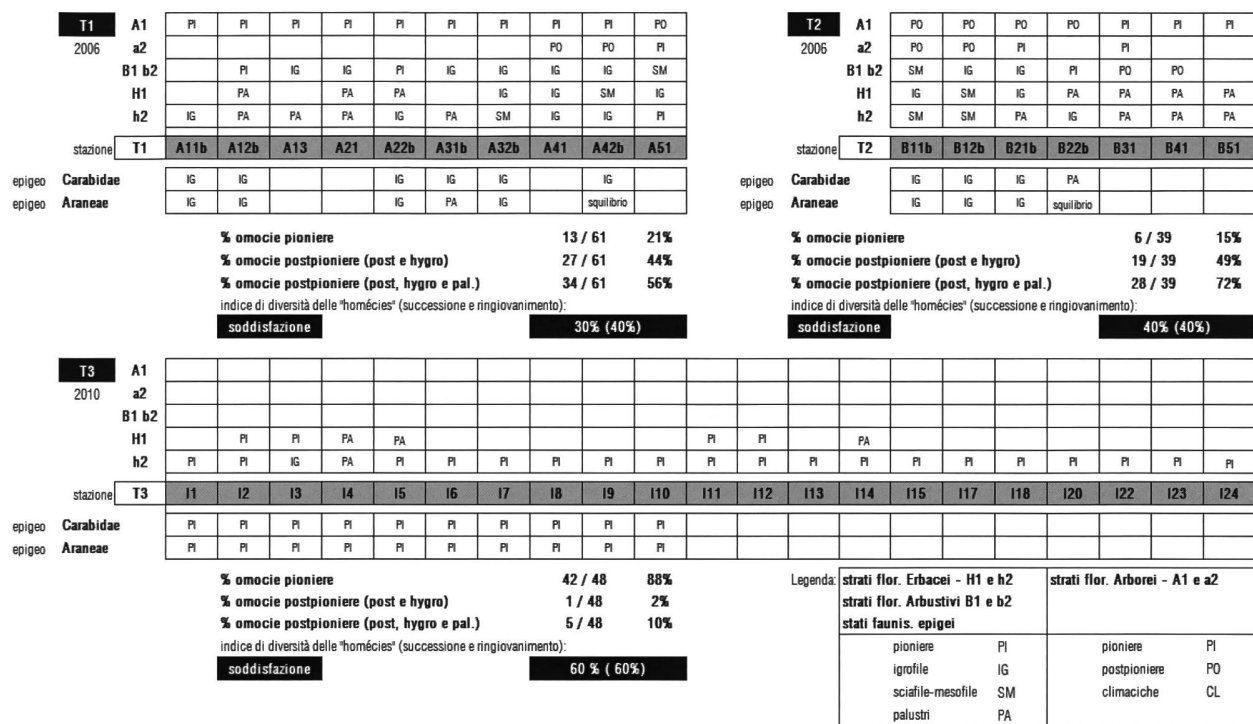 T1 A1 PI PI PI PI PI PI PI PI PI PO
2006 a2 PO PO PI
B1 b2 PI IG IG PI IG IG IG IG SM
H1 PA PA PA IG IG SM IG
h2 IG PA PA PA IG PA SM IG IG PI
stazione T1 A11b A12b A13 A21 A22b A31b A32b A41 A42b A51
epigeo Carabidae IG IG IG IG IG IG
epigeo Araneae IG IG IG PA IG squilibrio
% omocie pioniere 13 / 61 21%
% omocie postpioniere (post e hygro) 27 / 61 44%
% omocie postpioniere (post, hygro e pal.) 34 / 61 56%
indice di diversità delle "homécies" (successione e ringiovanimento):
soddisfazione 30% (40%)
T2 A1 PO PO PO PO PI PI PI
2006 a2 PO PO PI PI
B1 b2 SM IG IG PI PO PO
H1 IG SM IG PA PA PA PA
h2 SM SM PA IG PA PA PA
stazione T2 B11b B12b B21b B22b B31 B41 B51
epigeo Carabidae IG IG IG PA
epigeo Araneae IG IG IG squilibrio
% omocie pioniere 6 / 39 15%
% omocie postpioniere (post e hygro) 19 / 39 49%
% omocie postpioniere (post, hygro e pal.) 28 / 39 72%
indice di diversità delle "homécies" (successione e ringiovanimento):
soddisfazione 40% (40%)
T3 A1
2010 a2
B1 b2
H1 PI PI PA PA PI PI PA
h2 PI PI IG PA PI PI PI PI PI PI PI PI PI PI PI PI PI PI PI PI PI
stazione T3 I1 I2 I3 I4 I5 I6 I7 I8 I9 I10 I11 I12 I13 I14 I15 I17 I18 I20 I22 I23 I24
epigeo Carabidae PI PI PI PI PI PI PI PI PI PI
epigeo Araneae PI PI PI PI PI PI PI PI PI PI
% omocie pioniere 42 / 48 88%
% omocie postpioniere (post e hygro) 1 / 48 2%
% omocie postpioniere (post, hygro e pal.) 5 / 48 10%
indice di diversità delle "homécies" (successione e ringiovanimento):
soddisfazione 60 % ( 60%)
Legenda: strati flor. Erbacei - H1 e h2 strati flor. Arborei - A1 e a2
strati flor. Arbustivi B1 e b2
stati faunis. epigei
pioniere PI pioniere PI
igrofile IG postpioniere PO
sciafile-mesofile SM climaciche CL
palustri PA